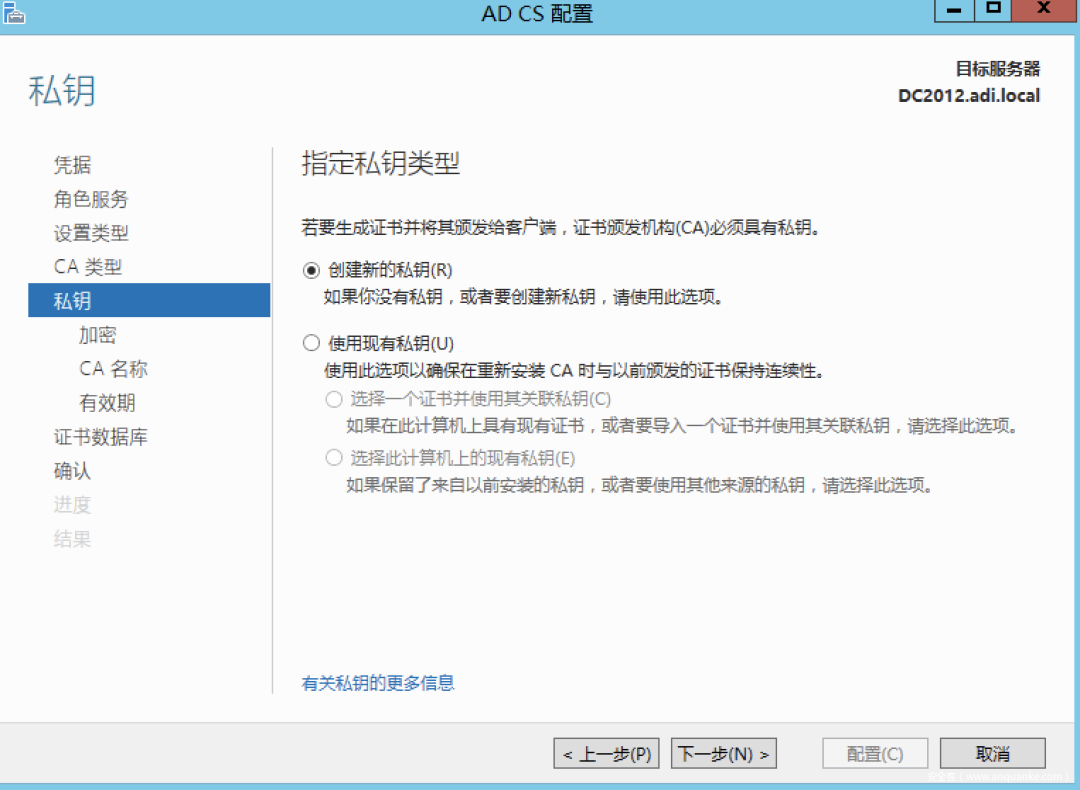 AD CS 配置
私钥
目标服务器
DC2012.adi.local
凭据
角色服务
设置类型
CA 类型
私钥
加密
CA 名称
有效期
证书数据库
确认
进度
结果
指定私钥类型
若要生成证书并将其颁发给客户端，证书颁发机构(CA)必须具有私钥。
创建新的私钥(R)
如果你没有私钥，或者要创建新私钥，请使用此选项。
使用现有私钥(U)
使用此选项以确保在重新安装 CA 时与以前颁发的证书保持连续性。
选择一个证书并使用其关联私钥(C)
如果在此计算机上具有现有证书，或者要导入一个证书并使用其关联私钥，请选择此选项。
选择此计算机上的现有私钥(E)
如果保留了来自以前安装的私钥，或者要使用其他来源的私钥，请选择此选项。
有关私钥的更多信息
< 上一步(P)
下一步(N) >
配置(C)
取消